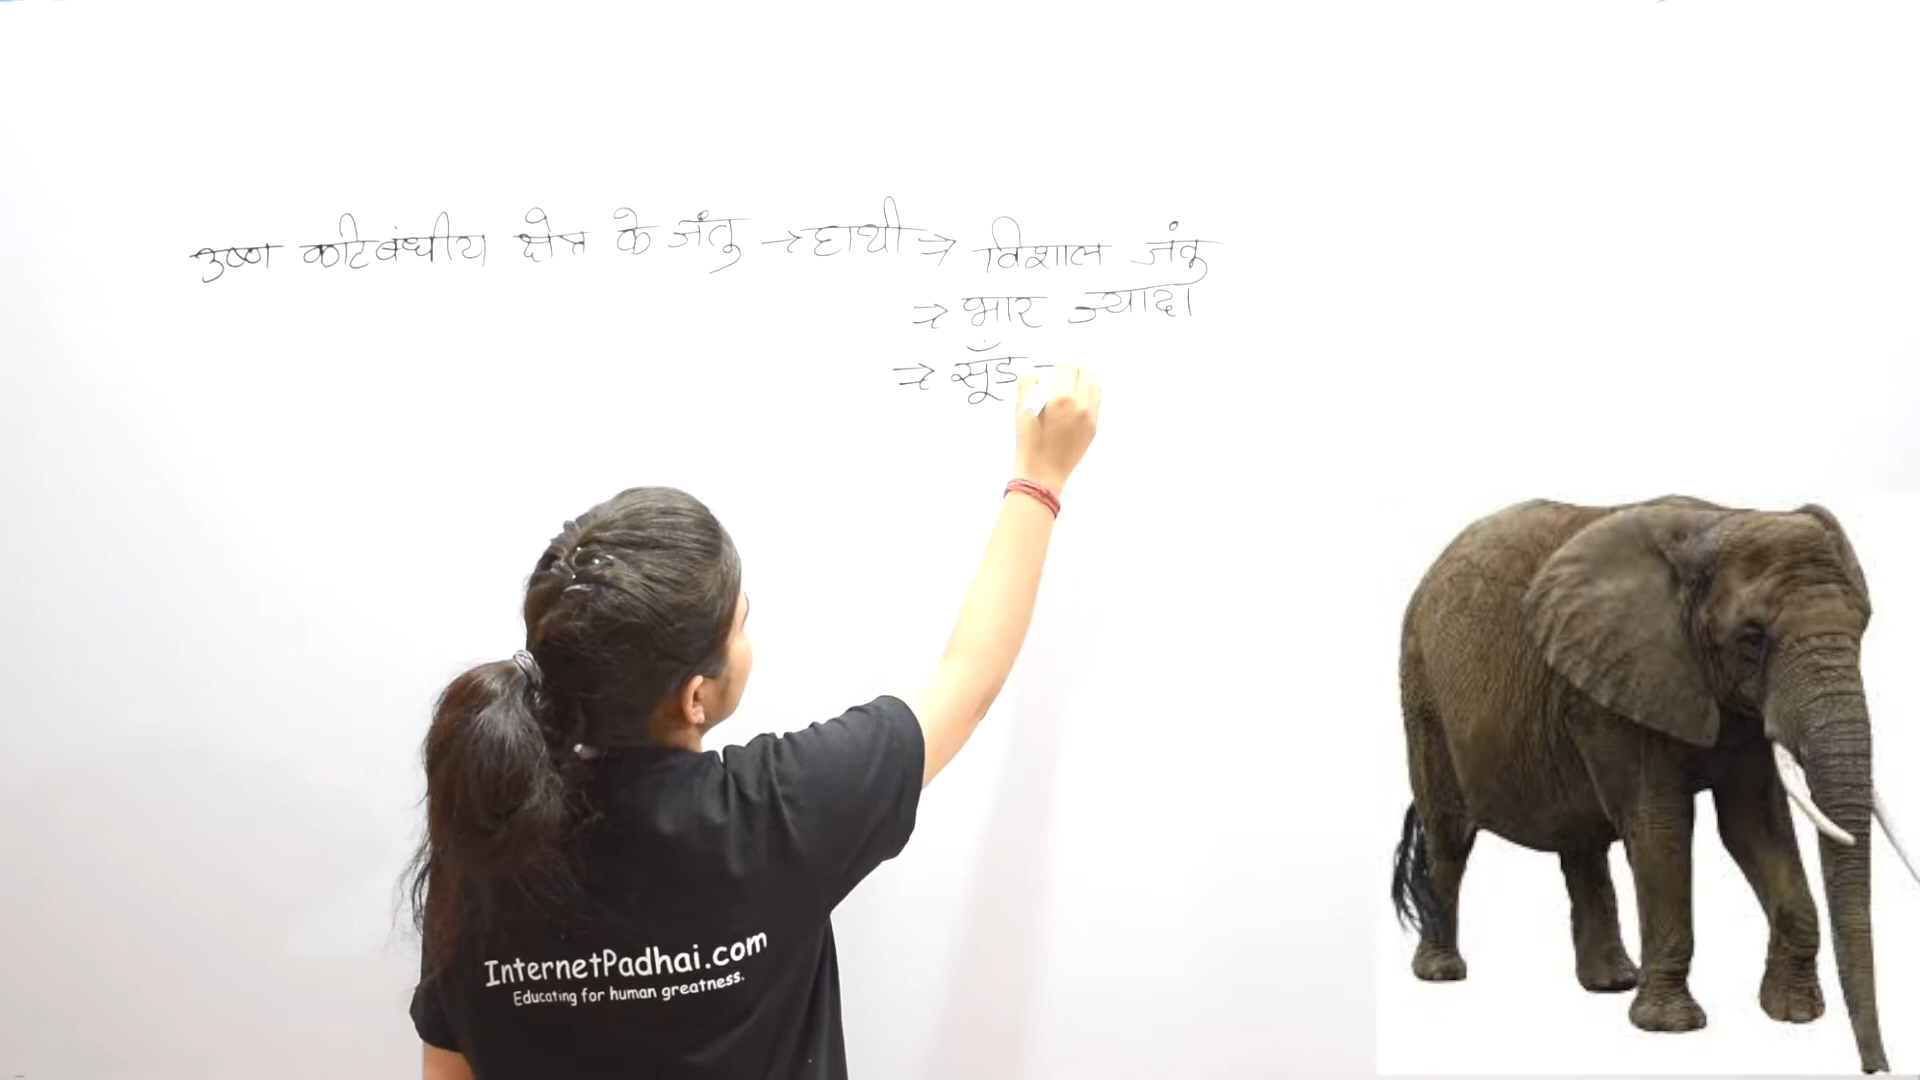 उष्ण कटिबंधीय क्षेत्र के जंतु → हाथी → विशाल जंतु
→ भार ज्यादा
→ सूँड -
InternetPadhai.com
Educating for human greatness.